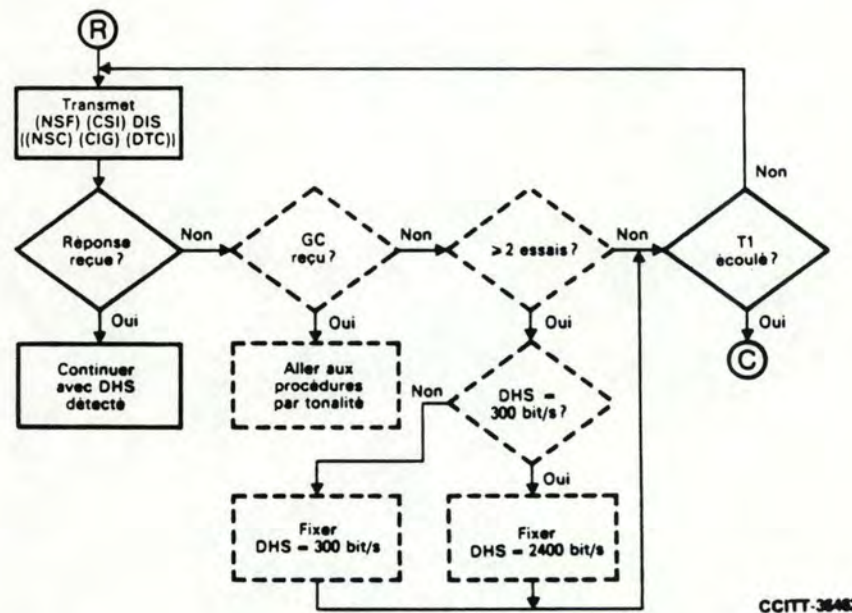 R
Transmet
(NSF) (CSI) DIS
((NSC) (CIG) (DTC))
Non
Réponse
reçue ?
Non
GC
reçu ?
Non
≥ 2 essais ?
Non
T1
écoulé ?
Oui
Oui
Oui
Oui
C
Continuer
avec DHS
détecté
Aller aux
procédures
par tonalité
Non
DHS =
300 bit/s ?
Oui
Fixer
DHS = 300 bit/s
Fixer
DHS = 2400 bit/s